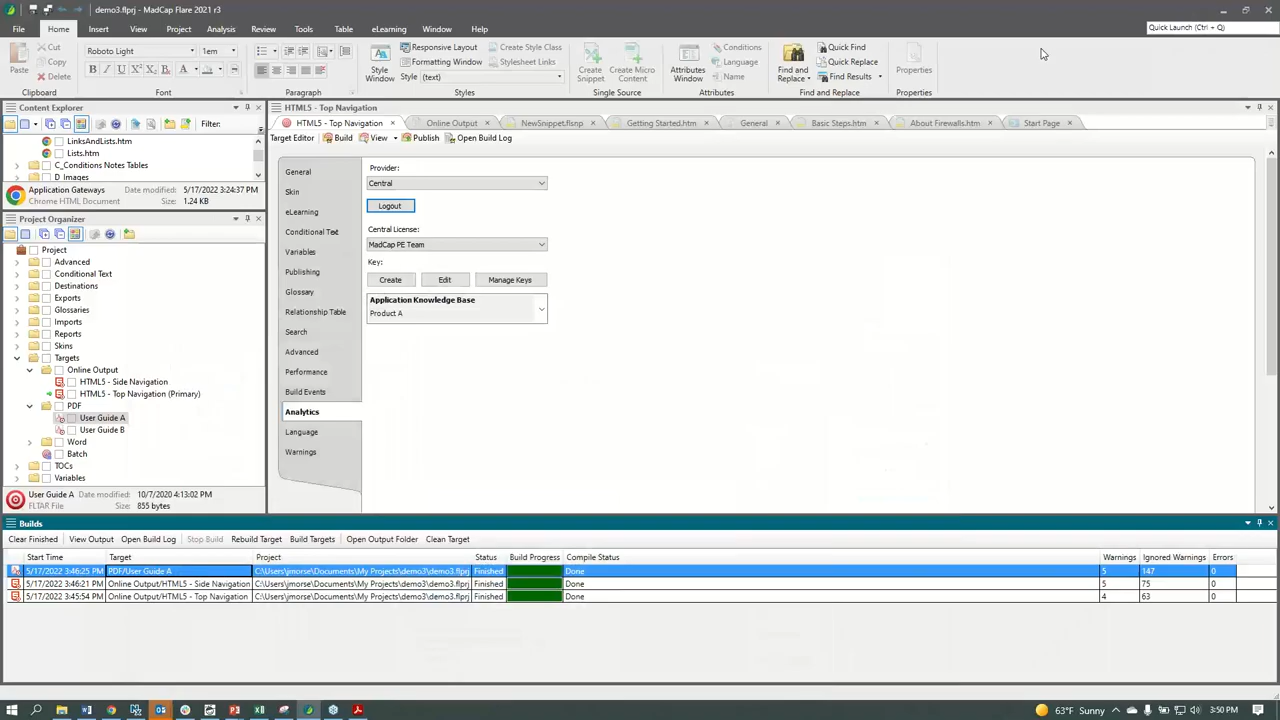 demo3.flprj - MadCap Flare 2021 r3
File Home Insert View Project Analysis Review Tools Table eLearning Window Help
Quick Launch (Ctrl + Q)
Paste Cut Copy Delete Clipboard
Roboto Light 1em Font
Paragraph
Style Window Responsive Layout Formatting Window Style (text) Create Style Class Stylesheet Links Styles
Create Snippet Create Micro Content Single Source
Attributes Window Conditions Language Name Attributes
Find and Replace Quick Find Quick Replace Find Results Find and Replace
Properties Properties
Content Explorer
Filter:
LinksAndLists.htm
Lists.htm
C_Conditions Notes Tables
D_Images
Application Gateways Date modified: 5/17/2022 3:24:37 PM
Chrome HTML Document Size: 1.24 KB
Project Organizer
Project
Advanced
Conditional Text
Destinations
Exports
Glossaries
Imports
Reports
Skins
Targets
Online Output
HTML5 - Side Navigation
HTML5 - Top Navigation (Primary)
PDF
User Guide A
User Guide B
Word
Batch
TOCs
Variables
User Guide A Date modified: 10/7/2020 4:13:02 PM
FLTAR File Size: 855 bytes
HTML5 - Top Navigation
HTML5 - Top Navigation Online Output NewSnippet.flsnp Getting Started.htm General Basic Steps.htm About Firewalls.htm Start Page
Target Editor Build View Publish Open Build Log
General
Skin
eLearning
Conditional Text
Variables
Publishing
Glossary
Relationship Table
Search
Advanced
Performance
Build Events
Analytics
Language
Warnings
Provider:
Central
Logout
Central License:
MadCap PE Team
Key:
Create Edit Manage Keys
Application Knowledge Base
Product A
Builds
Clear Finished View Output Open Build Log Stop Build Rebuild Target Build Targets Open Output Folder Clean Target
Start Time Target Project Status Build Progress Compile Status Warnings Ignored Warnings Errors
5/17/2022 3:46:25 PM PDF/User Guide A C:\Users\jmorse\Documents\My Projects\demo3\demo3.flprj Finished Done 5 147 0
5/17/2022 3:46:21 PM Online Output/HTML5 - Side Navigation C:\Users\jmorse\Documents\My Projects\demo3\demo3.flprj Finished Done 5 75 0
5/17/2022 3:45:54 PM Online Output/HTML5 - Top Navigation C:\Users\jmorse\Documents\My Projects\demo3\demo3.flprj Finished Done 4 63 0
63°F Sunny 3:50 PM